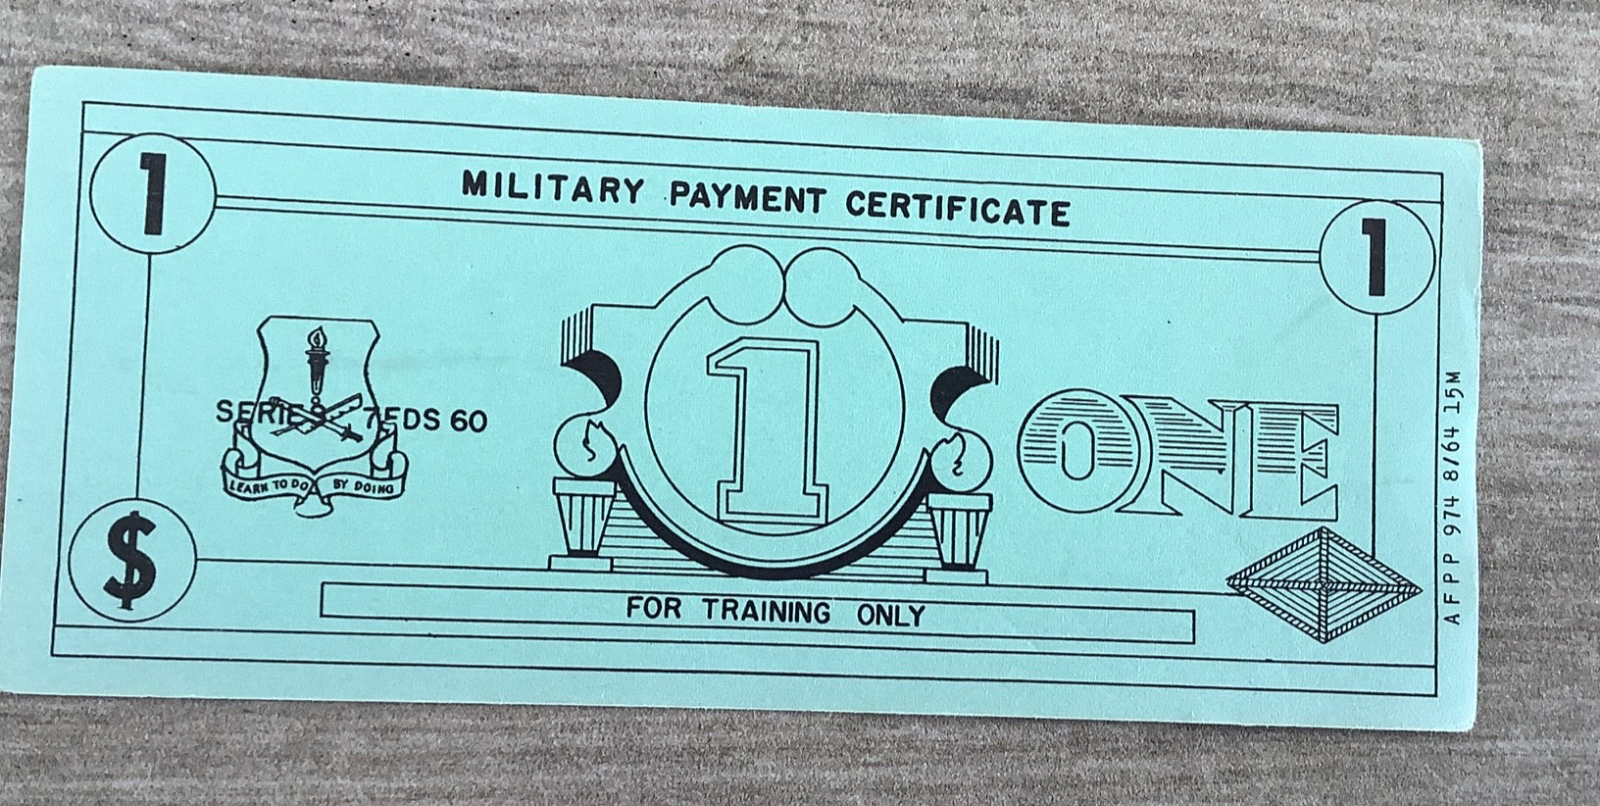 1
MILITARY PAYMENT CERTIFICATE
1
1
ONE
SERIES 7EDS 60
LEARN TO DO BY DOING
$
FOR TRAINING ONLY
AFPP 974 8/64 15M